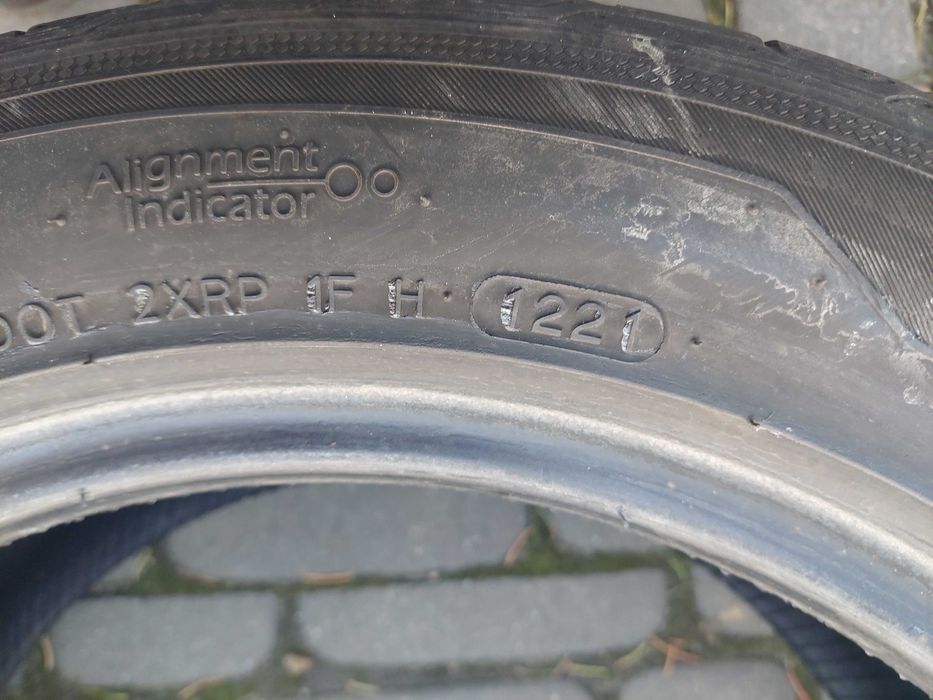 Alignment
Indicator
DOT 2XRP 1F H 1221